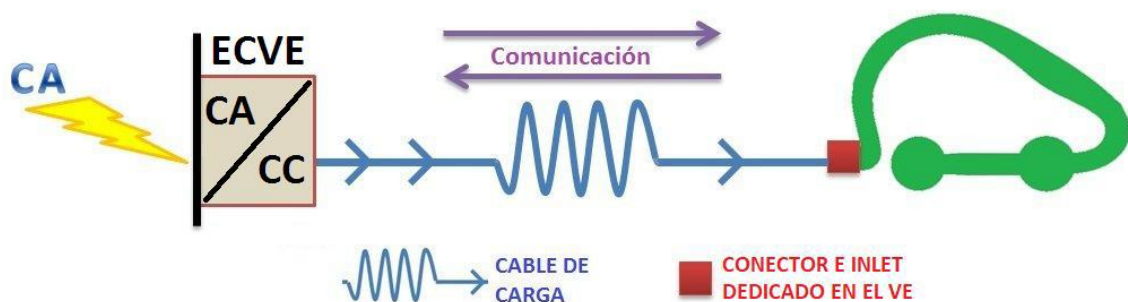 ECVE
CA
CA
CC
Comunicación
CABLE DE
CARGA
CONECTOR E INLET
DEDICADO EN EL VE